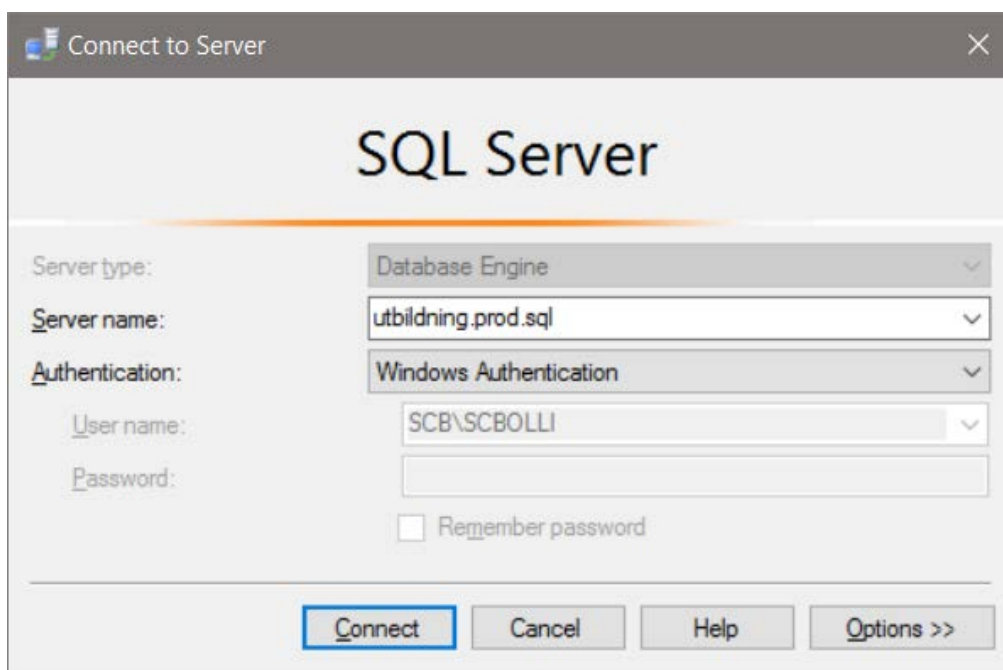 Connect to Server
SQL Server
Server type: Database Engine
Server name: utbildning.prod.sql
Authentication: Windows Authentication
User name: SCB\SCBOLLI
Password:
Remember password
Connect Cancel Help Options >>